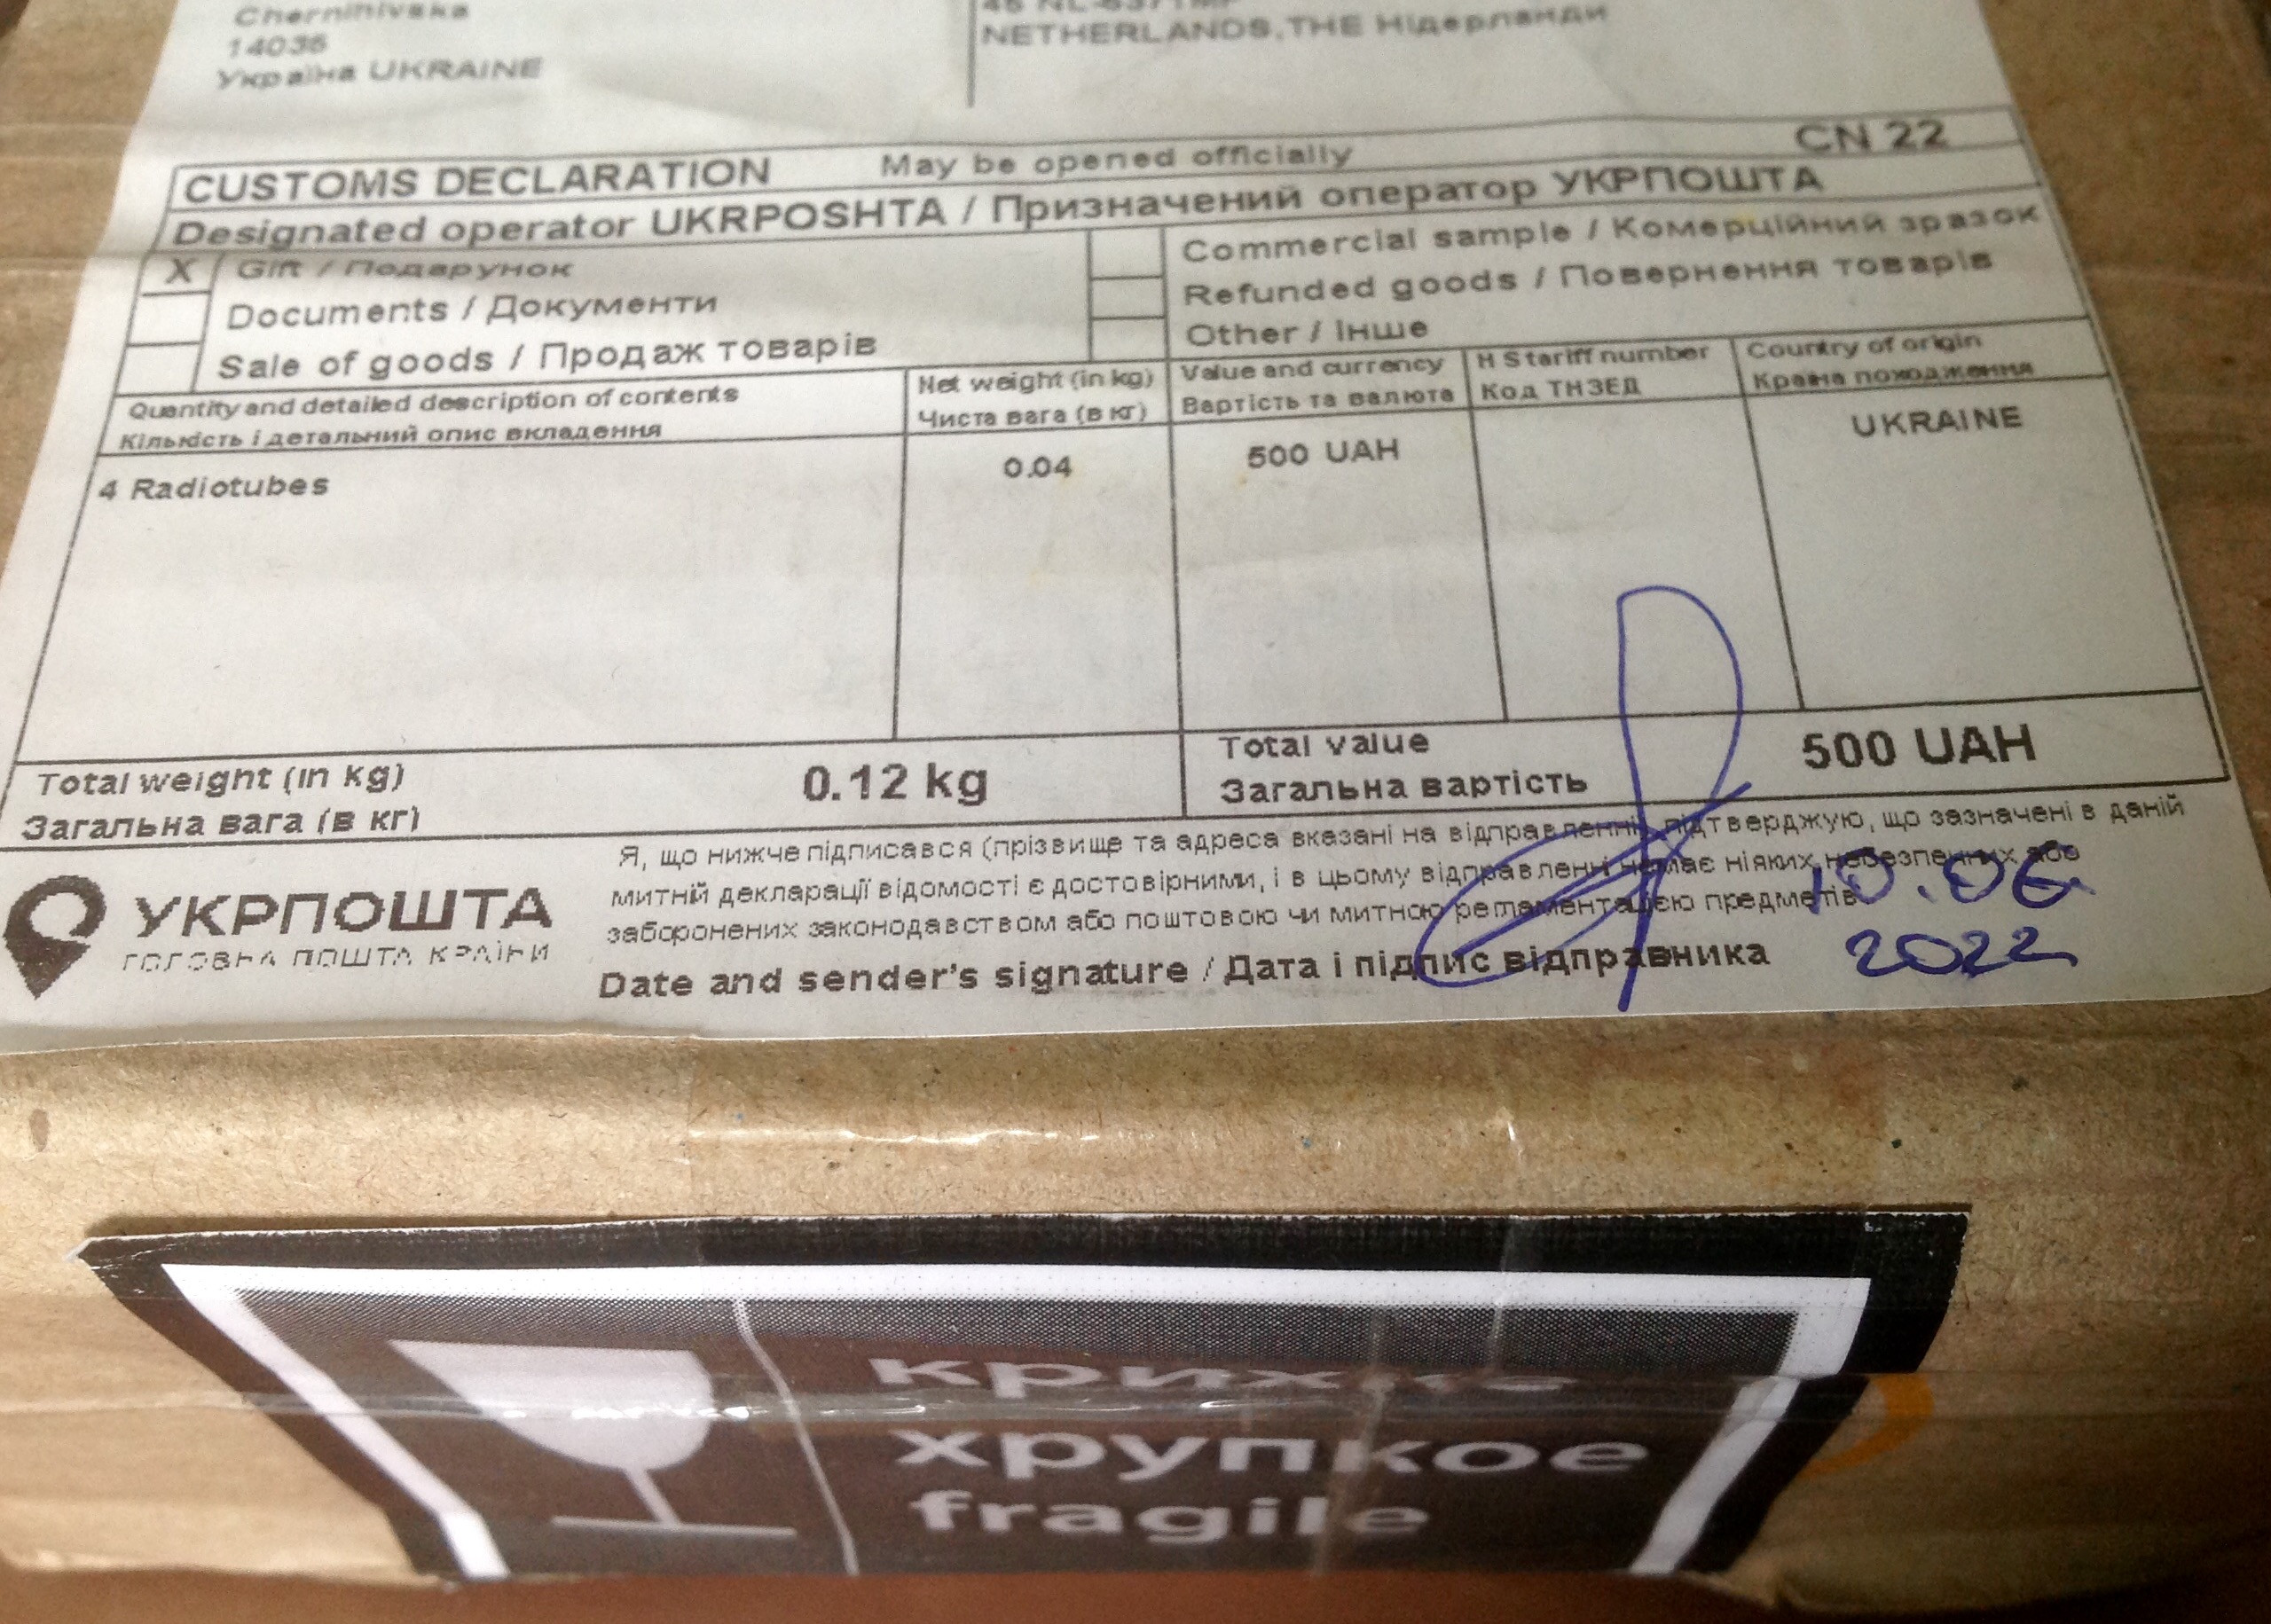 Chernihivska
14035
Україна UKRAINE
NETHERLANDS,THE Нідерланди
CUSTOMS DECLARATION May be opened officially CN 22
Designated operator UKRPOSHTA / Призначений оператор УКРПОШТА
X Gift / Подарунок
Documents / Документи
Sale of goods / Продаж товарів
Commercial sample / Комерційний зразок
Refunded goods / Повернення товарів
Other / Інше
Quantity and detailed description of contents
Кількість і детальний опис вкладення
Net weight (in kg)
Чиста вага (в кг)
Value and currency
Вартість та валюта
H S tariff number
Код ТНЗЕД
Country of origin
Країна походження
4 Radiotubes 0.04 500 UAH UKRAINE
Total weight (in kg)
Загальна вага (в кг)
0.12 kg
Total value
Загальна вартість
500 UAH
УКРПОШТА
ГОЛОВНА ПОШТА КРАЇНИ
Я, що нижче підписався (прізвище та адреса вказані на відправленні), підтверджую, що зазначені в даній
митній декларації відомості є достовірними, і в цьому відправленні немає ніяких небезпечних або
заборонених законодавством або поштовою чи митною регламентацією предметів
Date and sender's signature / Дата і підпис відправника
10.06
2022
крихке
хрупкое
fragile